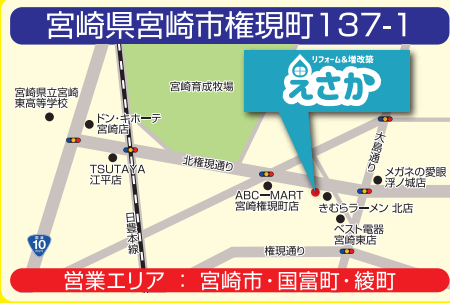 宮崎県宮崎市権現町137-1
リフォーム&増改築
えさか
宮崎育成牧場
宮崎県立宮崎
東高等学校
ドン・キホーテ
宮崎店
大島通り
北権現通り
TSUTAYA
江平店
メガネの愛眼
浮ノ城店
ABC-MART
宮崎権現町店
きむらラーメン 北店
ベスト電器
宮崎東店
日豊本線
国道
10
権現通り
営業エリア : 宮崎市・国富町・綾町